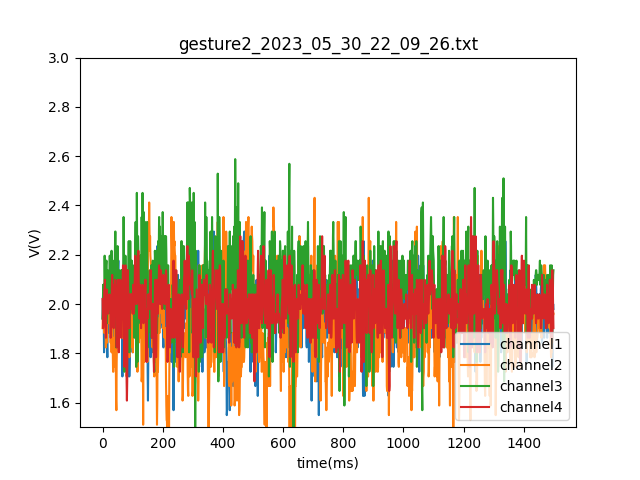 gesture2_2023_05_30_22_09_26.txt
3.0
2.8
2.6
2.4
2.2
2.0
1.8
1.6
V(V)
channel1
channel2
channel3
channel4
0 200 400 600 800 1000 1200 1400
time(ms)